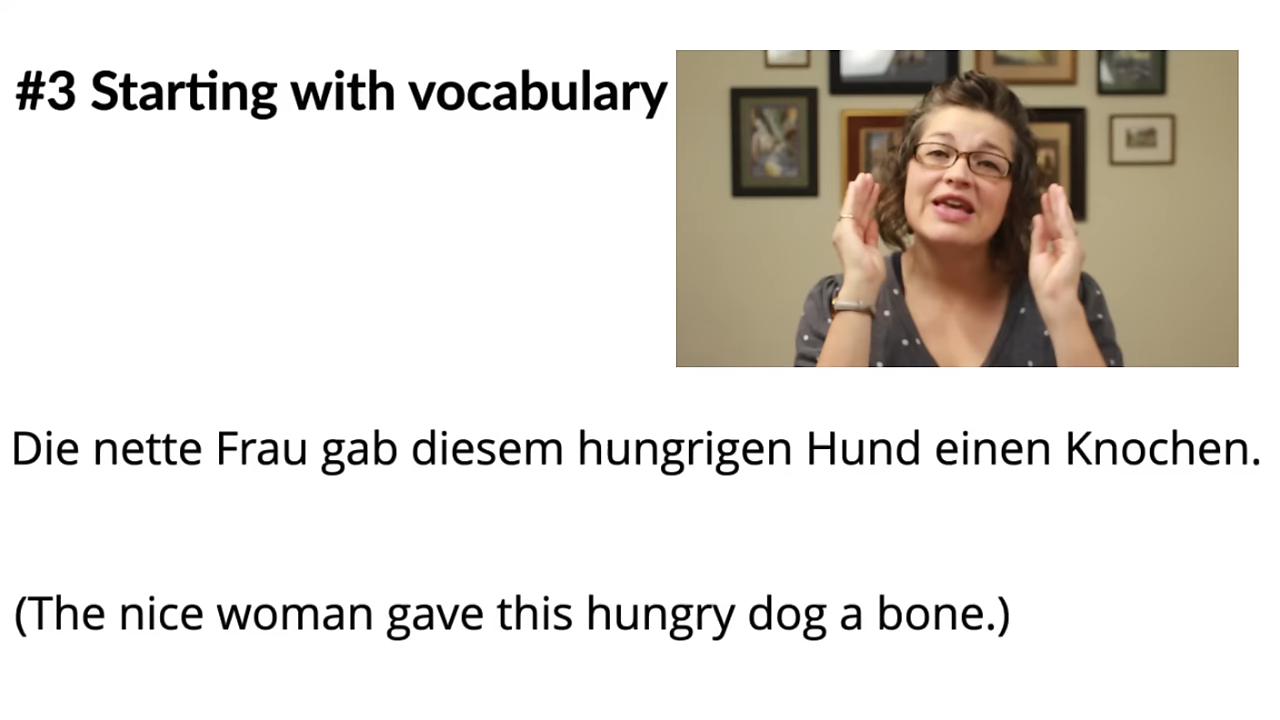 #3 Starting with vocabulary
Die nette Frau gab diesem hungrigen Hund einen Knochen.
(The nice woman gave this hungry dog a bone.)